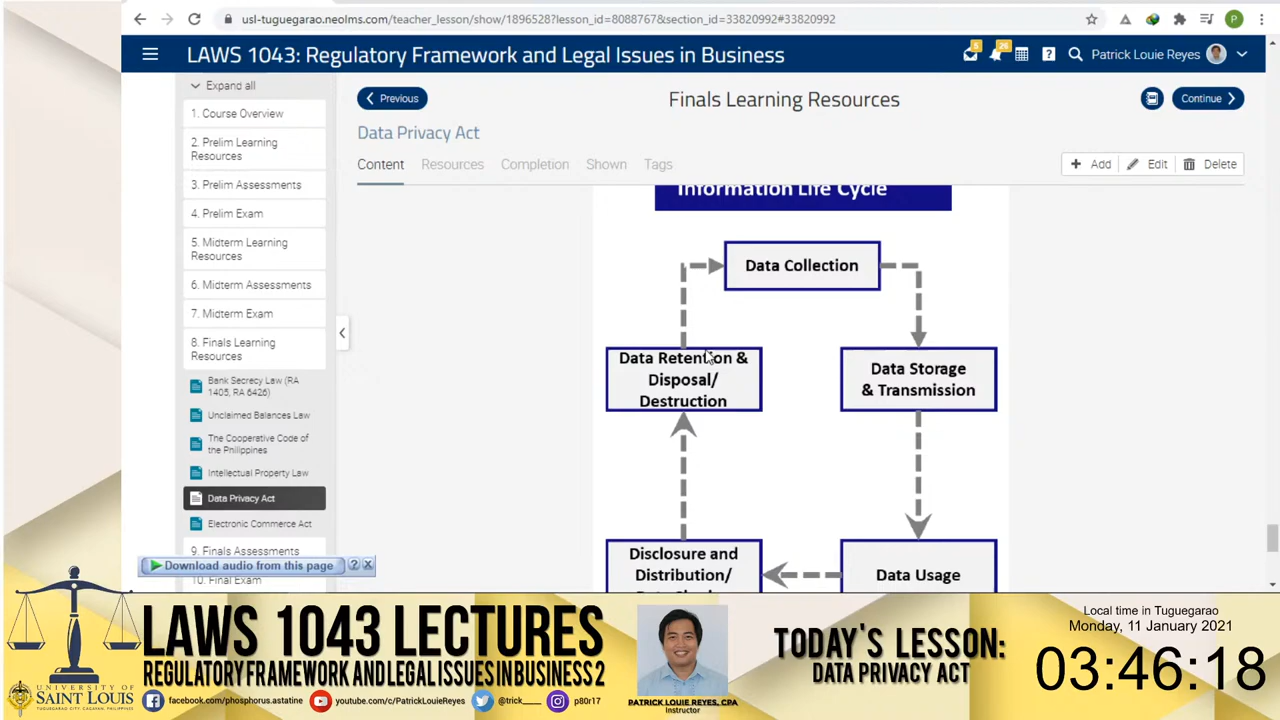 usl-tuguegarao.neolms.com/teacher_lesson/show/1896528?lesson_id=8088767&section_id=33820992#33820992
P
LAWS 1043: Regulatory Framework and Legal Issues in Business
8
26
?
Patrick Louie Reyes
Expand all
1. Course Overview
2. Prelim Learning
Resources
3. Prelim Assessments
4. Prelim Exam
5. Midterm Learning
Resources
6. Midterm Assessments
7. Midterm Exam
8. Finals Learning
Resources
Bank Secrecy Law (RA
1405, RA 6426)
Unclaimed Balances Law
The Cooperative Code of
the Philippines
Intellectual Property Law
Data Privacy Act
Electronic Commerce Act
9. Finals Assessments
10. Final Exam
Download audio from this page
?
Previous
Finals Learning Resources
Continue
Data Privacy Act
Content Resources Completion Shown Tags
Add Edit Delete
Information Life Cycle
Data Collection
Data Retention &
Disposal/
Destruction
Data Storage
& Transmission
Disclosure and
Distribution/
Data Usage
LAWS 1043 LECTURES
REGULATORY FRAMEWORK AND LEGAL ISSUES IN BUSINESS 2
UNIVERSITY OF
SAINT LOUIS
TUGUEGARAO CITY, CAGAYAN, PHILIPPINES
facebook.com/phosphorus.astatine
youtube.com/c/PatrickLouieReyes
@trick____
p80r17
PATRICK LOUIE REYES, CPA
Instructor
TODAY'S LESSON:
DATA PRIVACY ACT
Local time in Tuguegarao
Monday, 11 January 2021
03:46:18